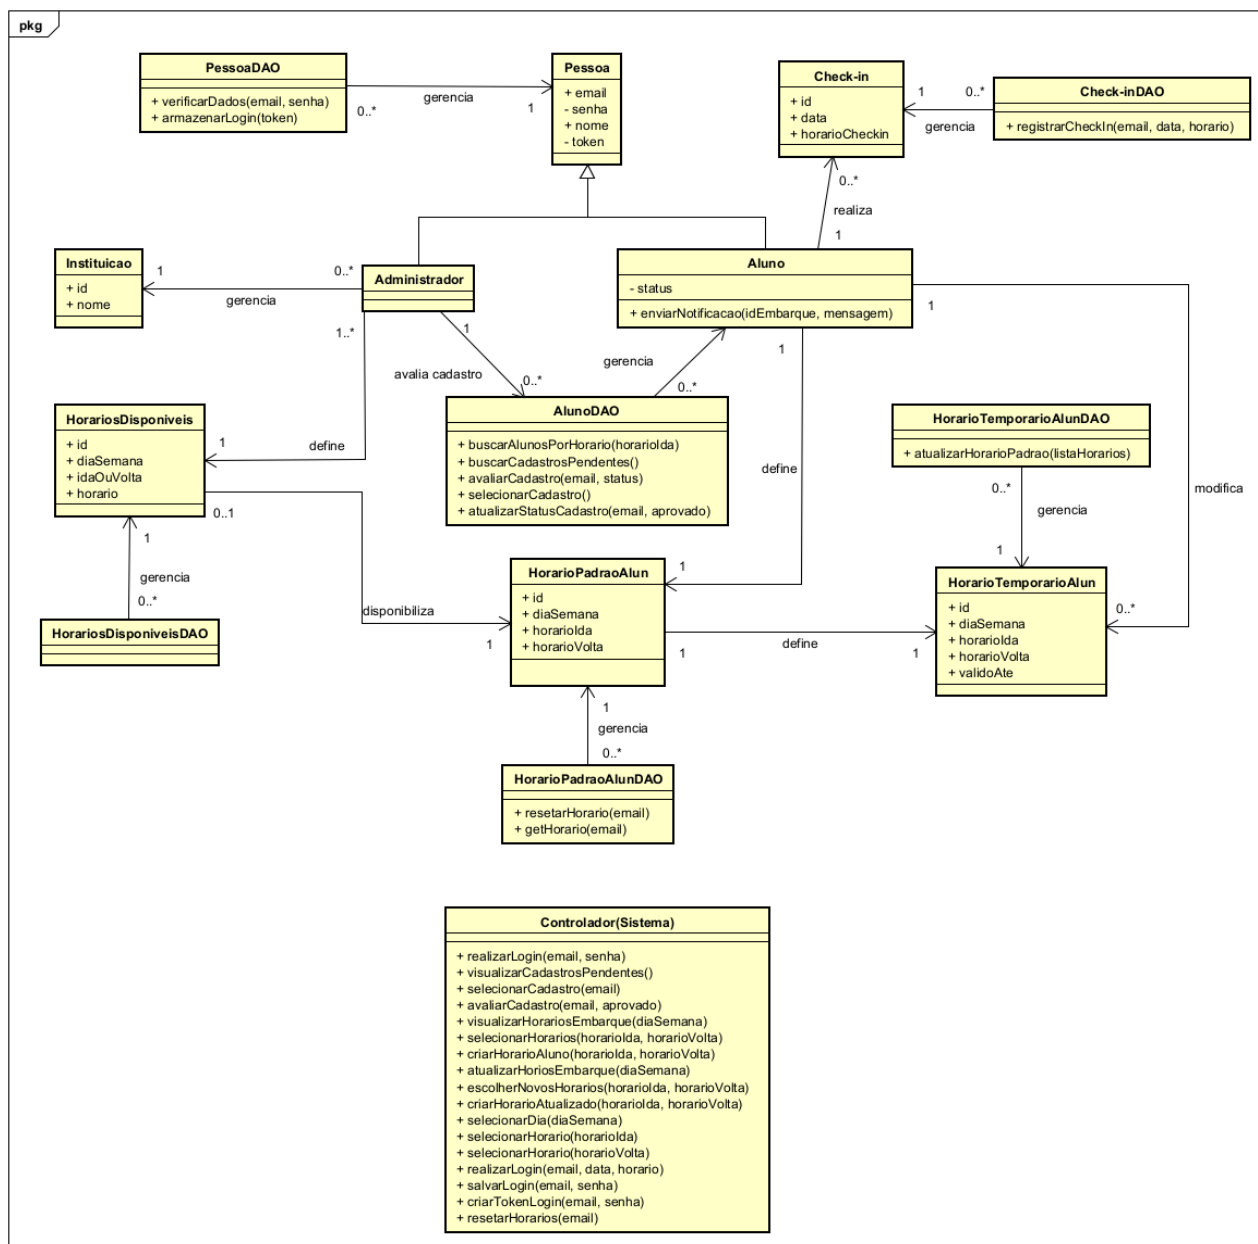 pkg
PessoaDAO
+ verificarDados(email, senha)
+ armazenarLogin(token)
gerencia
0..*
1
Pessoa
+ email
- senha
+ nome
- token
Check-in
+ id
+ data
+ horarioCheckin
1
0..*
gerencia
Check-inDAO
+ registrarCheckIn(email, data, horario)
0..*
realiza
1
Instituicao
+ id
+ nome
1
0..*
gerencia
Administrador
Aluno
- status
+ enviarNotificacao(idEmbarque, mensagem)
1..*
1
avalia cadastro
0..*
gerencia
0..*
1
1
HorariosDisponiveis
+ id
+ diaSemana
+ idaOuVolta
+ horario
1
define
0..1
AlunoDAO
+ buscarAlunosPorHorario(horarioIda)
+ buscarCadastrosPendentes()
+ avaliarCadastro(email, status)
+ selecionarCadastro()
+ atualizarStatusCadastro(email, aprovado)
define
HorarioTemporarioAlunDAO
+ atualizarHorarioPadrao(listaHorarios)
modifica
0..*
gerencia
1
1
gerencia
0..*
HorariosDisponiveisDAO
disponibiliza
1
HorarioPadraoAlun
+ id
+ diaSemana
+ horarioIda
+ horarioVolta
1
1
define
1
HorarioTemporarioAlun
+ id
+ diaSemana
+ horarioIda
+ horarioVolta
+ validoAte
0..*
1
gerencia
0..*
HorarioPadraoAlunDAO
+ resetarHorario(email)
+ getHorario(email)
Controlador(Sistema)
+ realizarLogin(email, senha)
+ visualizarCadastrosPendentes()
+ selecionarCadastro(email)
+ avaliarCadastro(email, aprovado)
+ visualizarHorariosEmbarque(diaSemana)
+ selecionarHorarios(horarioIda, horarioVolta)
+ criarHorarioAluno(horarioIda, horarioVolta)
+ atualizarHoriosEmbarque(diaSemana)
+ escolherNovosHorarios(horarioIda, horarioVolta)
+ criarHorarioAtualizado(horarioIda, horarioVolta)
+ selecionarDia(diaSemana)
+ selecionarHorario(horarioIda)
+ selecionarHorario(horarioVolta)
+ realizarLogin(email, data, horario)
+ salvarLogin(email, senha)
+ criarTokenLogin(email, senha)
+ resetarHorarios(email)